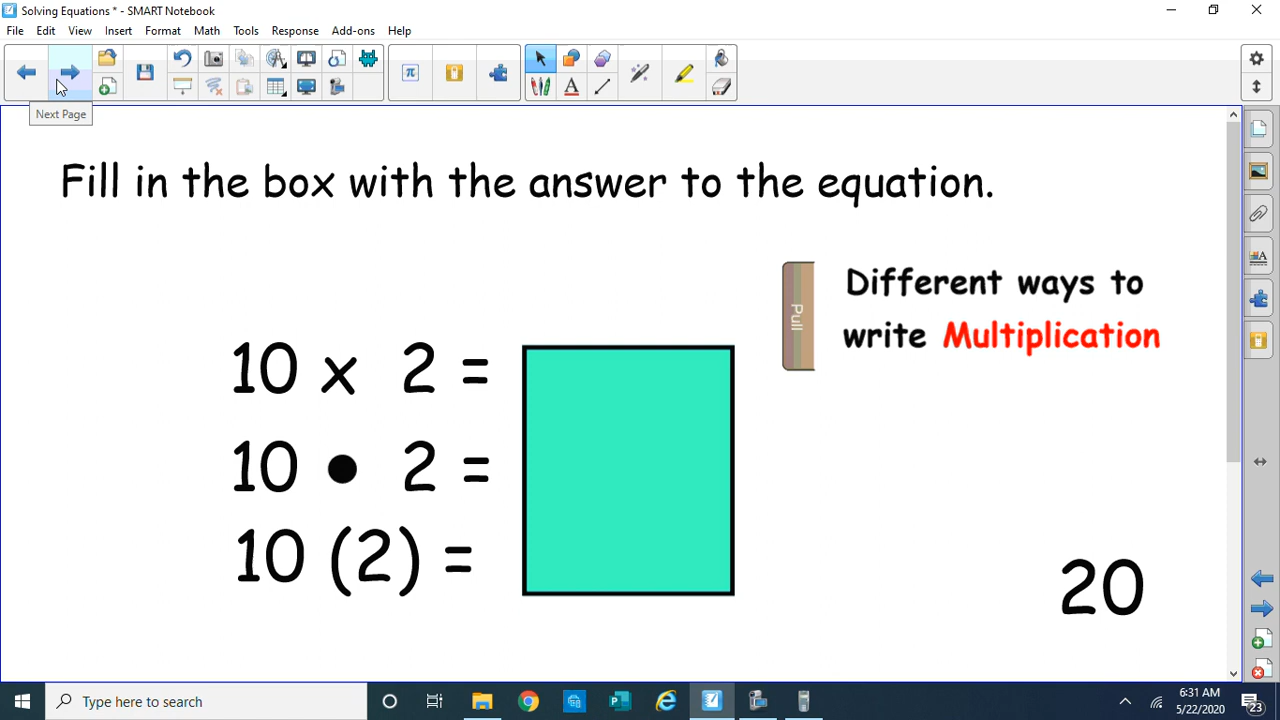 Solving Equations * - SMART Notebook
File Edit View Insert Format Math Tools Response Add-ons Help
Next Page
Fill in the box with the answer to the equation.
Pull
Different ways to
write Multiplication
10 x 2 =
10 • 2 =
10 (2) =
20
Type here to search
6:31 AM
5/22/2020
23